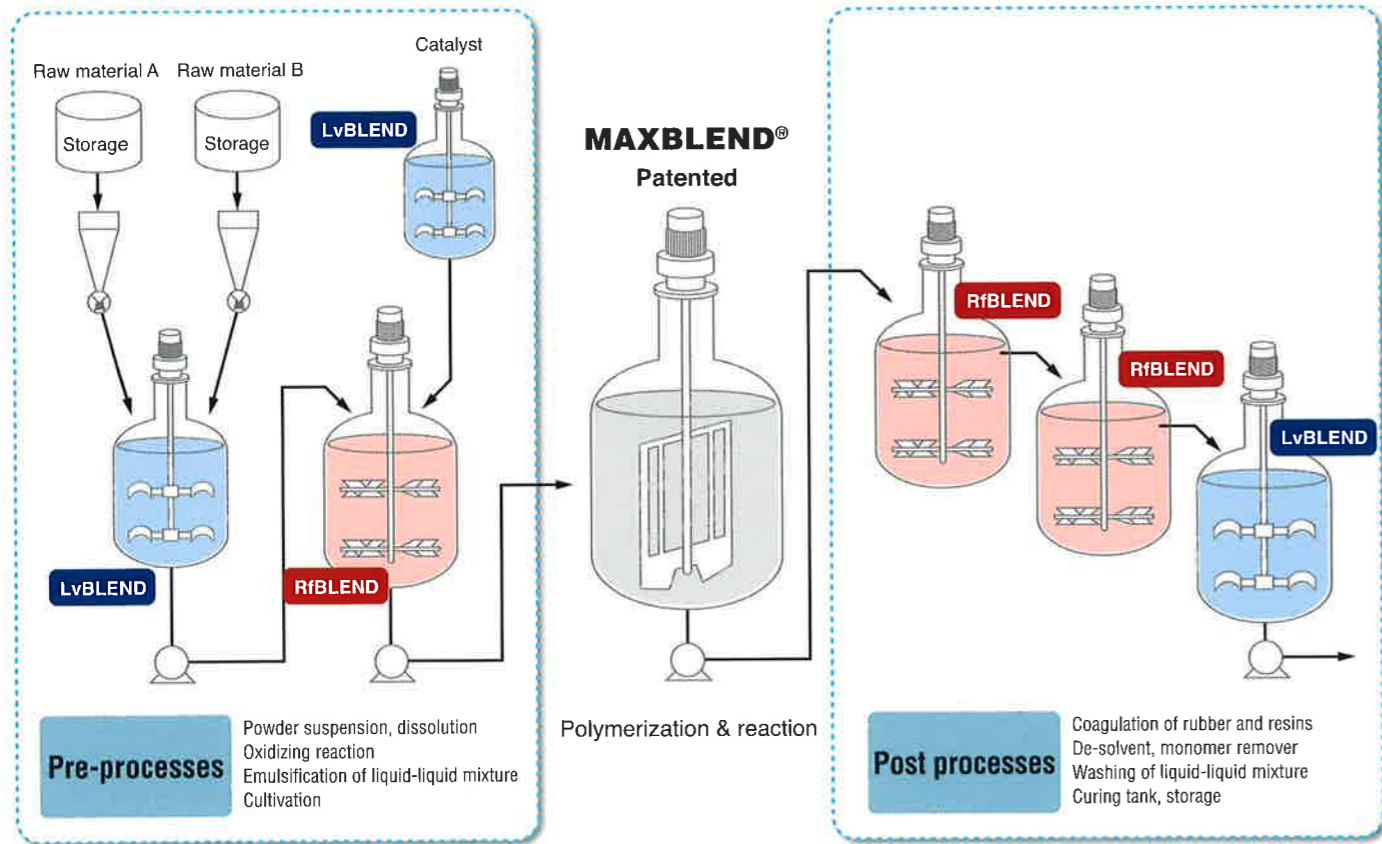 Catalyst
Raw material A
Raw material B
Storage
Storage
LvBLEND
LvBLEND
RfBLEND
MAXBLEND®
Patented
RfBLEND
RfBLEND
LvBLEND
Pre-processes
Powder suspension, dissolution
Oxidizing reaction
Emulsification of liquid-liquid mixture
Cultivation
Polymerization & reaction
Post processes
Coagulation of rubber and resins
De-solvent, monomer remover
Washing of liquid-liquid mixture
Curing tank, storage